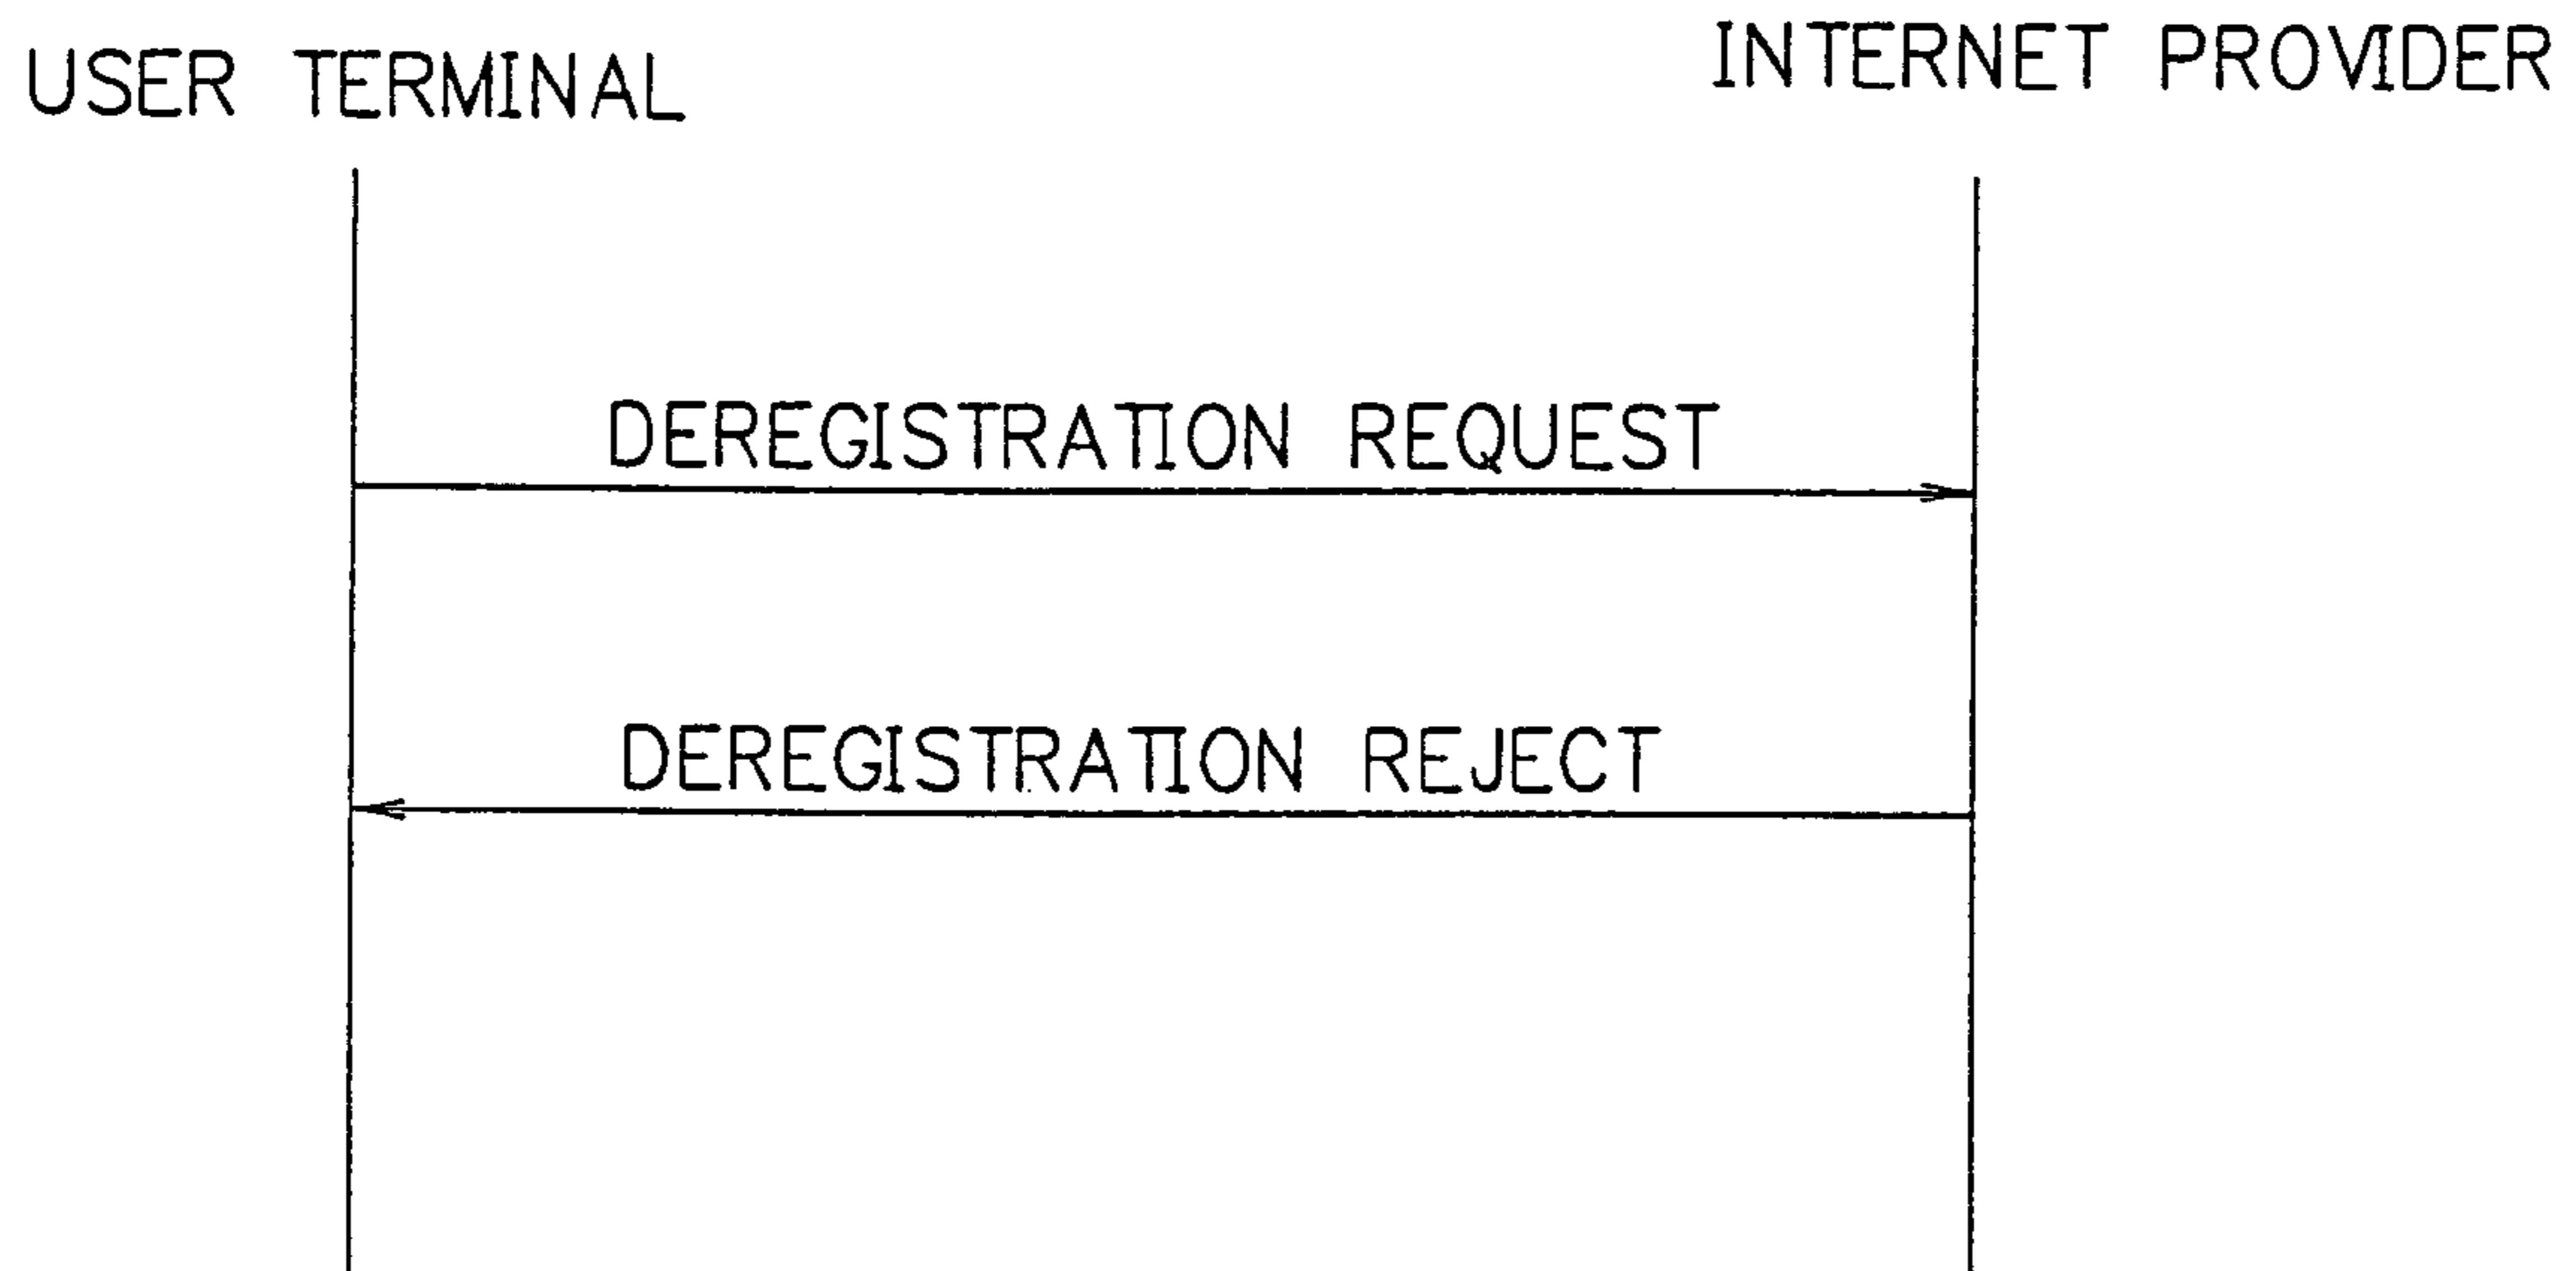 USER TERMINAL
INTERNET PROVIDER
DEREGISTRATION REQUEST
DEREGISTRATION REJECT